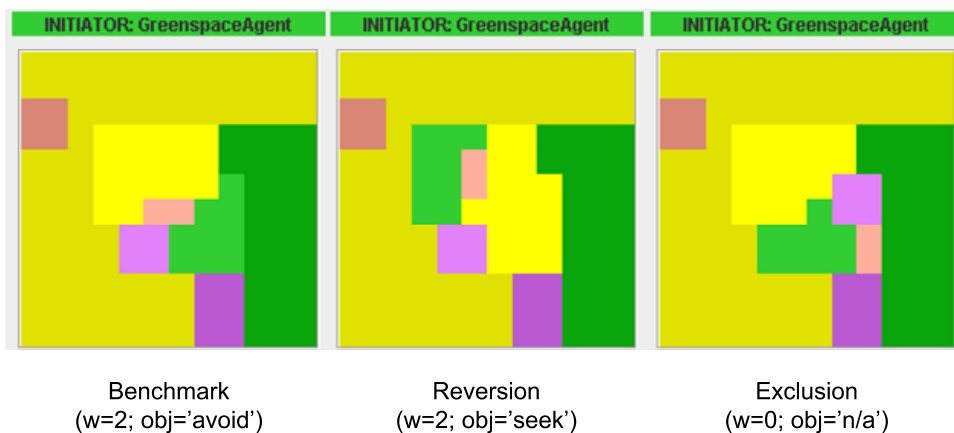 INITIATOR: GreenspaceAgent INITIATOR: GreenspaceAgent INITIATOR: GreenspaceAgent
Benchmark Reversion Exclusion
(w=2; obj='avoid') (w=2; obj='seek') (w=0; obj='n/a')